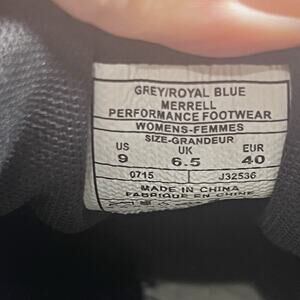 GREY/ROYAL BLUE
MERRELL
PERFORMANCE FOOTWEAR
WOMENS-FEMMES
SIZE-GRANDEUR
US UK EUR
9 6.5 40
0715 J32536
MADE IN CHINA
FABRIQUE EN CHINE